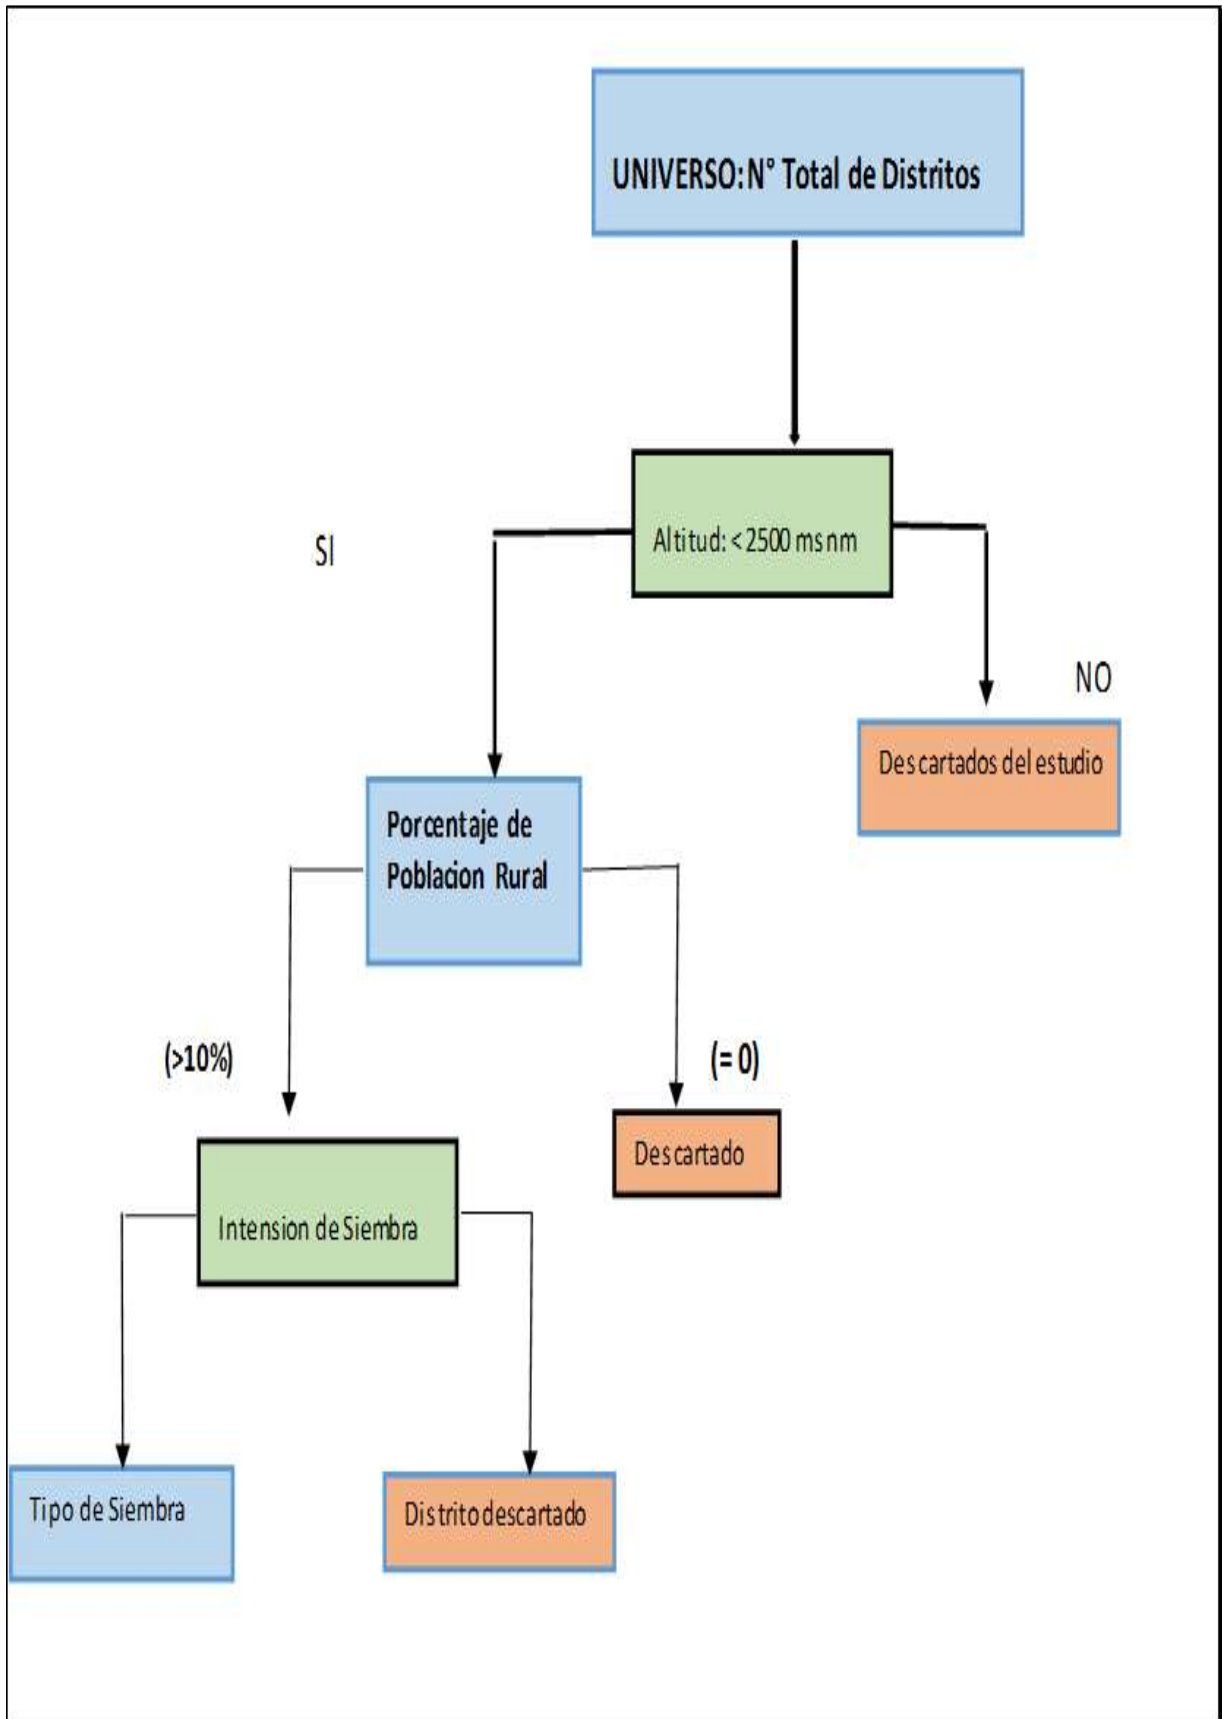 UNIVERSO: N° Total de Distritos
Altitud: < 2500 msnm
SI
NO
Descartados del estudio
Porcentaje de
Poblacion Rural
(>10%)
(= 0)
Descartado
Intension de Siembra
Tipo de Siembra
Distrito descartado